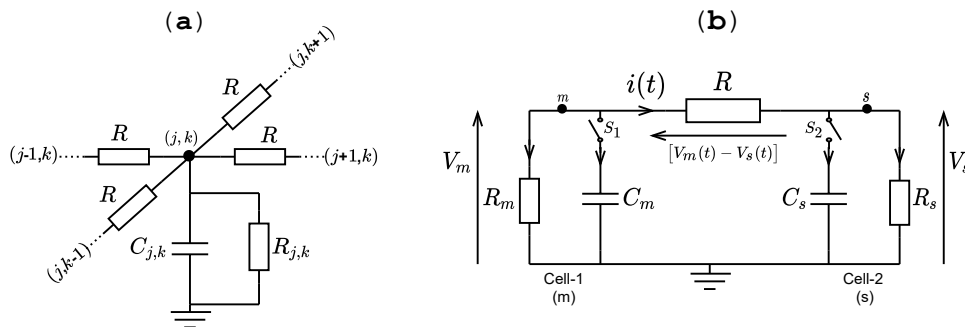 (a)
(b)
(j,k+1)
R
R
(j,k)
R
(j-1,k)
(j+1,k)
R
(j,k-1)
C_{j,k}
R_{j,k}
m
i(t)
R
s
S_1
S_2
V_m
[V_m(t) − V_s(t)]
V_s
R_m
C_m
C_s
R_s
Cell-1
(m)
Cell-2
(s)